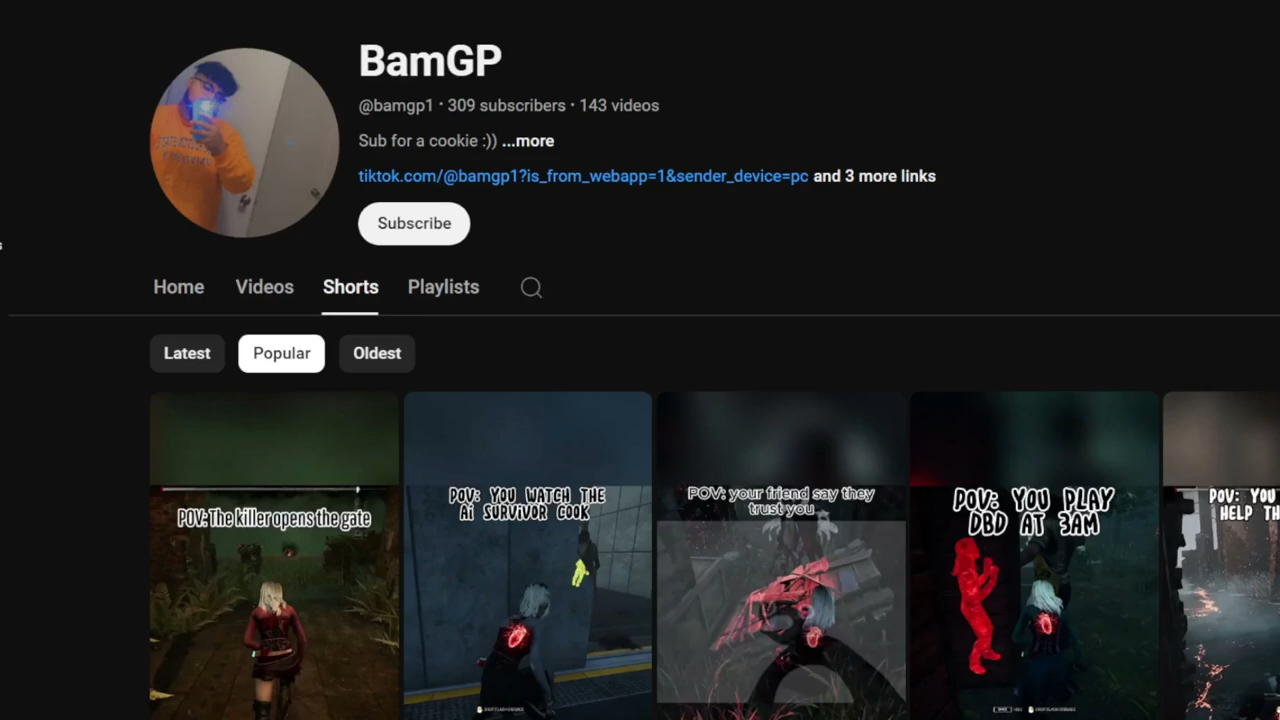 BamGP
@bamgp1 · 309 subscribers · 143 videos
Sub for a cookie :)) ...more
tiktok.com/@bamgp1?is_from_webapp=1&sender_device=pc and 3 more links
Subscribe
Home Videos Shorts Playlists
Latest Popular Oldest
POV: The killer opens the gate
POV: YOU WATCH THE
Ai SURVIVOR COOK
POV: your friend say they
trust you
POV: YOU PLAY
DBD AT 3AM
POV: YOU
HELP TH